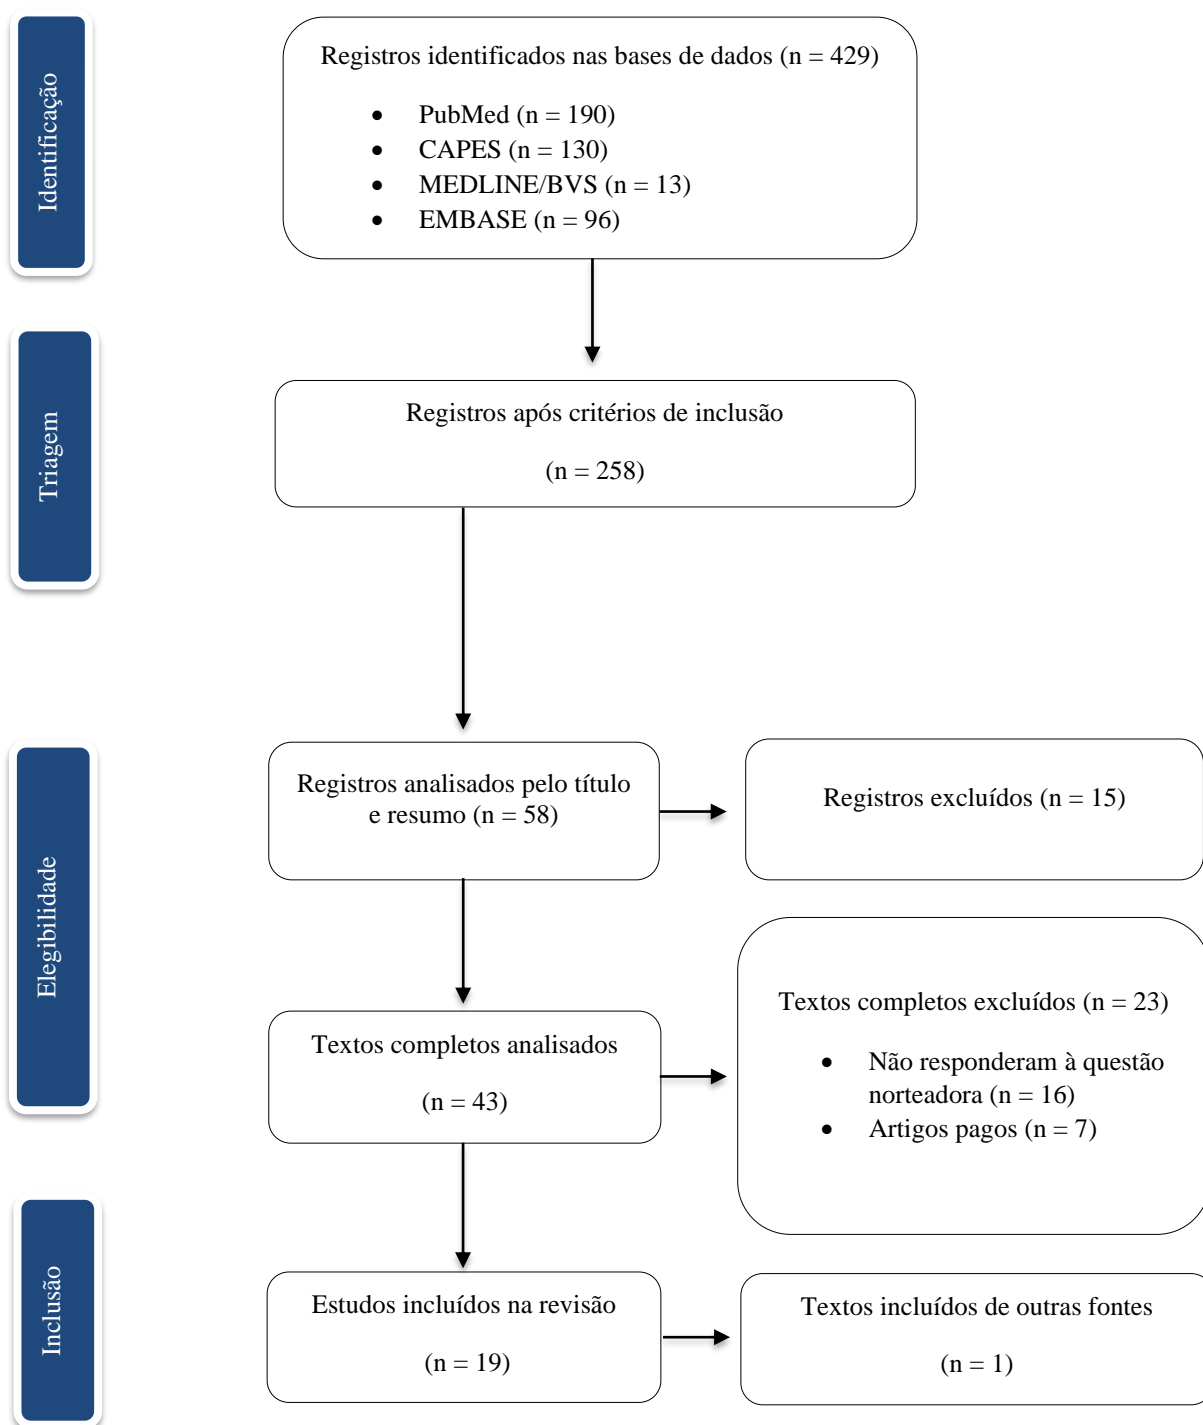 Identificação
Registros identificados nas bases de dados (n = 429)
• PubMed (n = 190)
• CAPES (n = 130)
• MEDLINE/BVS (n = 13)
• EMBASE (n = 96)
Triagem
Registros após critérios de inclusão
(n = 258)
Elegibilidade
Registros analisados pelo título
e resumo (n = 58)
Registros excluídos (n = 15)
Textos completos analisados
(n = 43)
Textos completos excluídos (n = 23)
• Não responderam à questão
norteadora (n = 16)
• Artigos pagos (n = 7)
Inclusão
Estudos incluídos na revisão
(n = 19)
Textos incluídos de outras fontes
(n = 1)